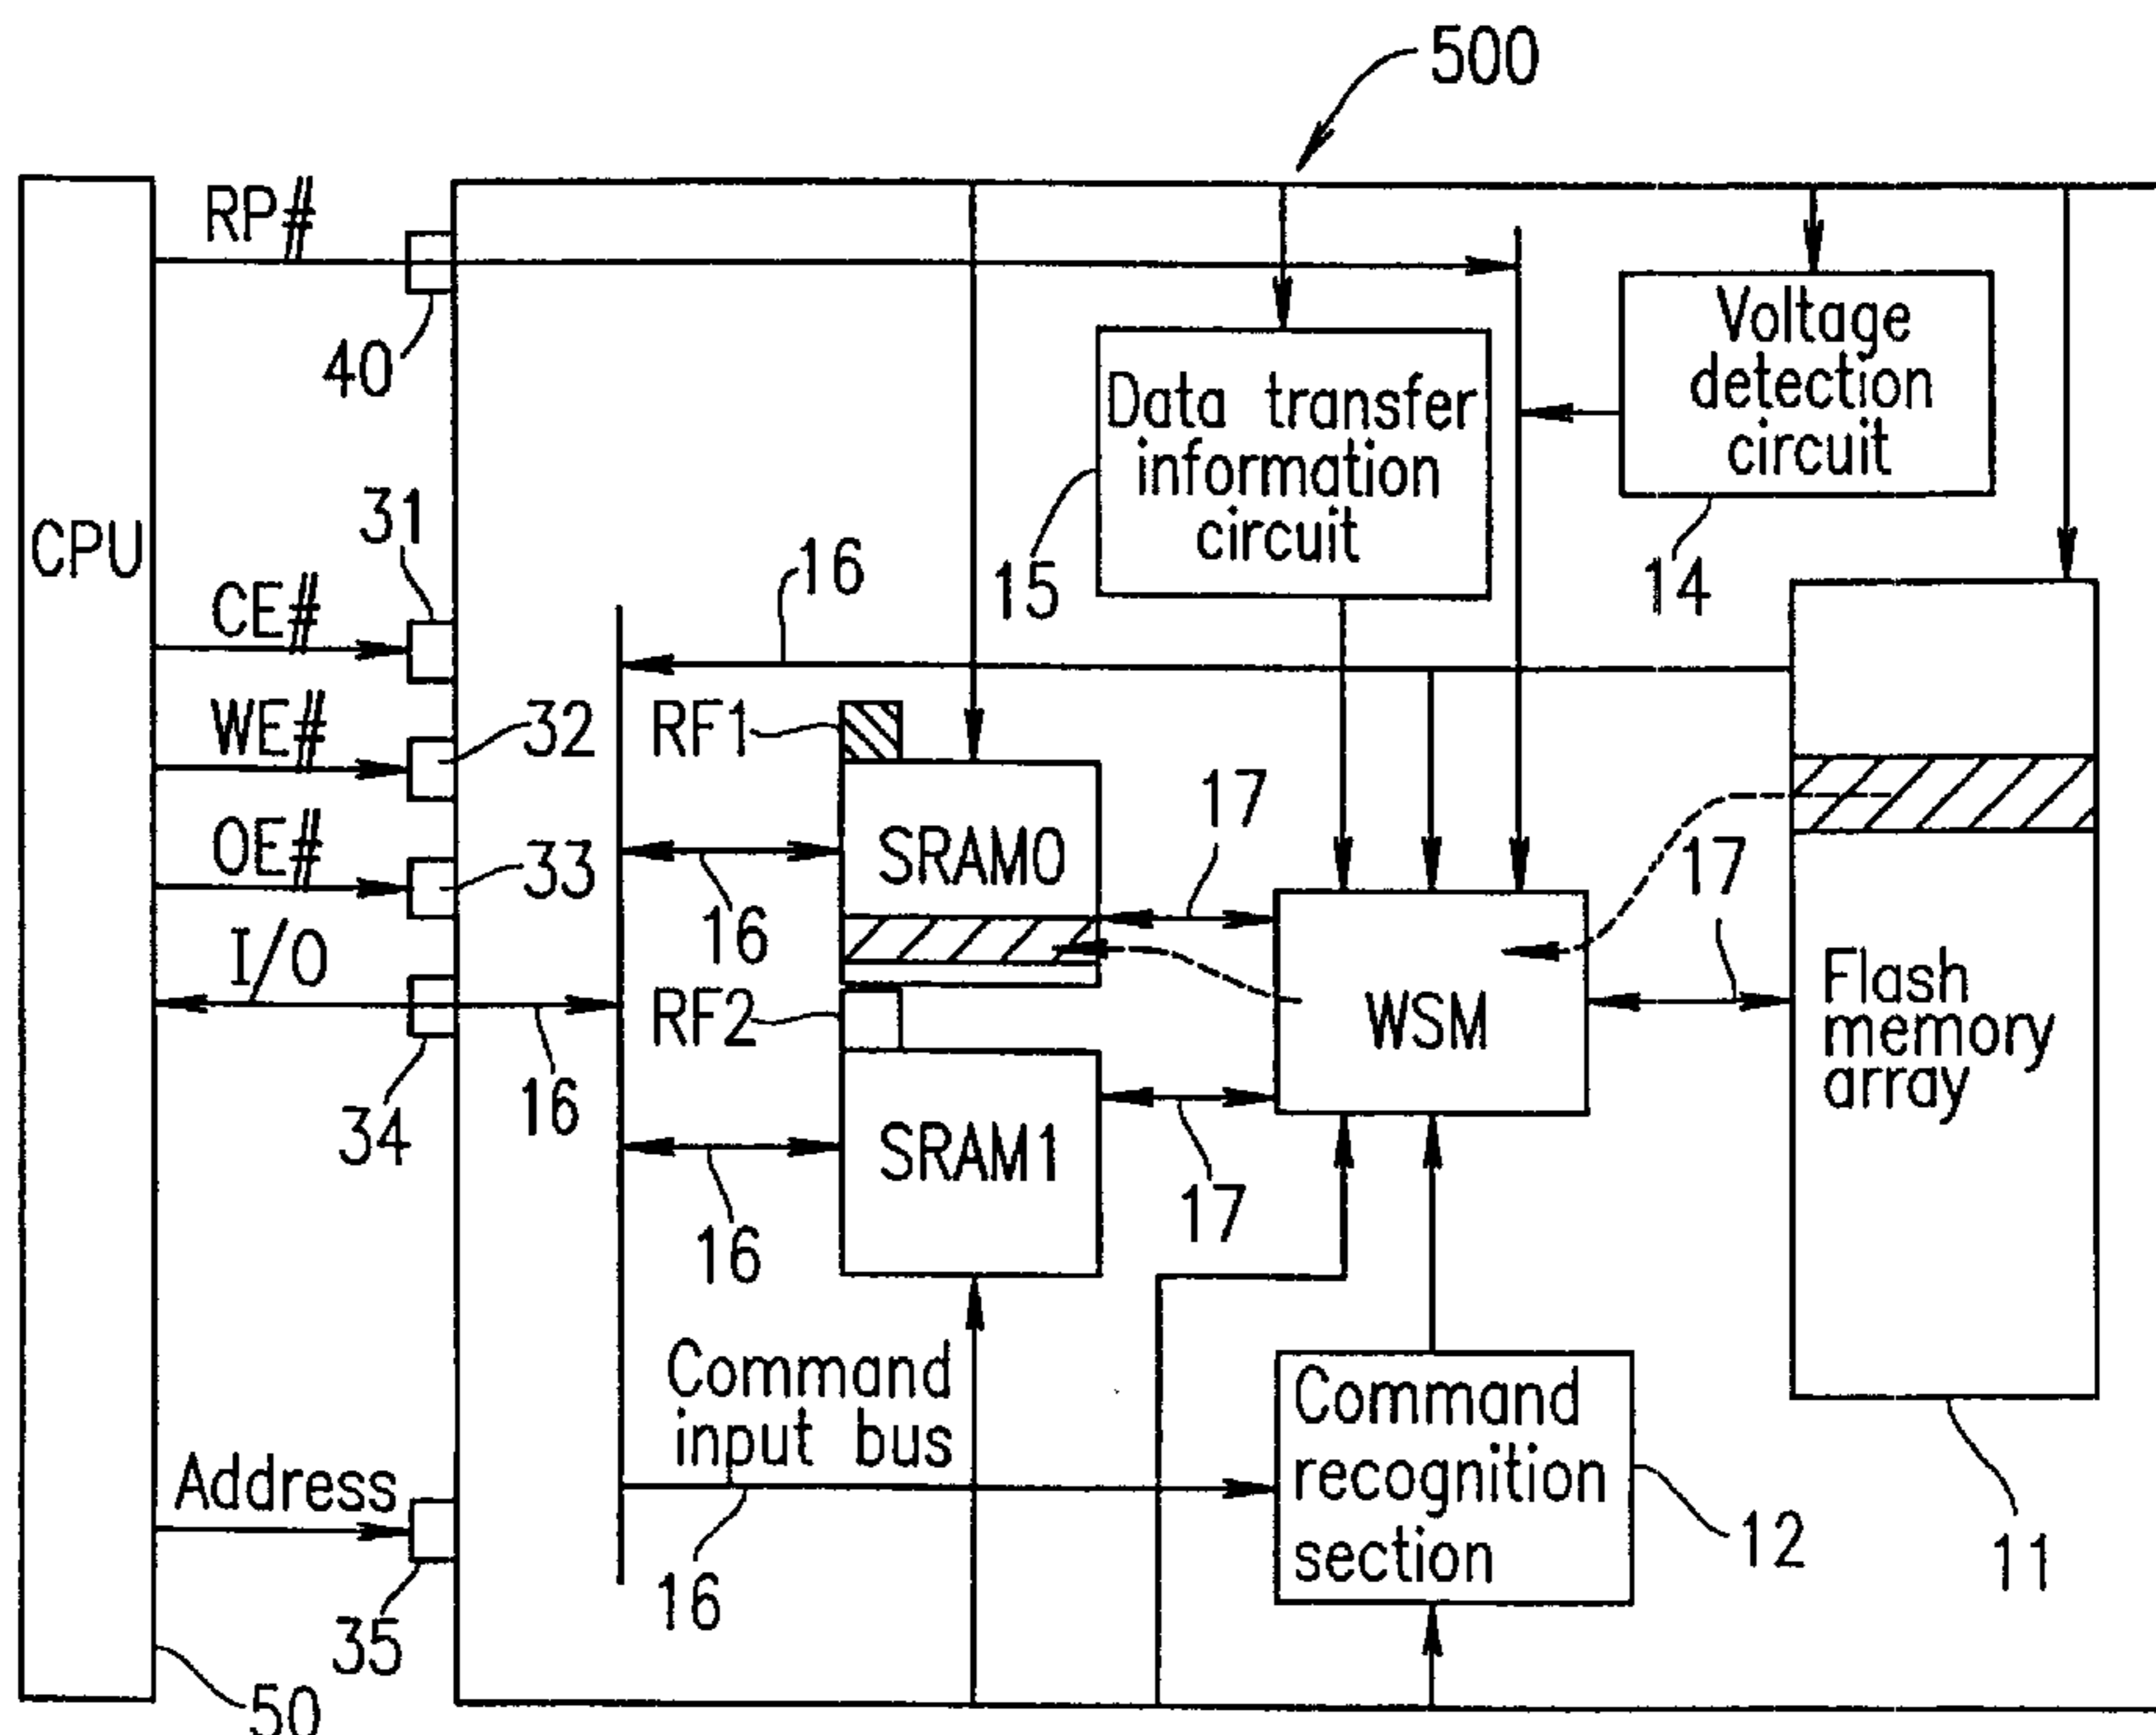 500
RP#
40
CPU
Voltage
detection
circuit
14
Data transfer
information
circuit
15
31
CE#
16
WE#
32
RF1
17
OE#
33
SRAM0
16
17
I/O
34
16
RF2
WSM
Flash
memory
array
SRAM1
16
17
Command
input bus
16
Command
recognition
section
12
11
Address
35
50